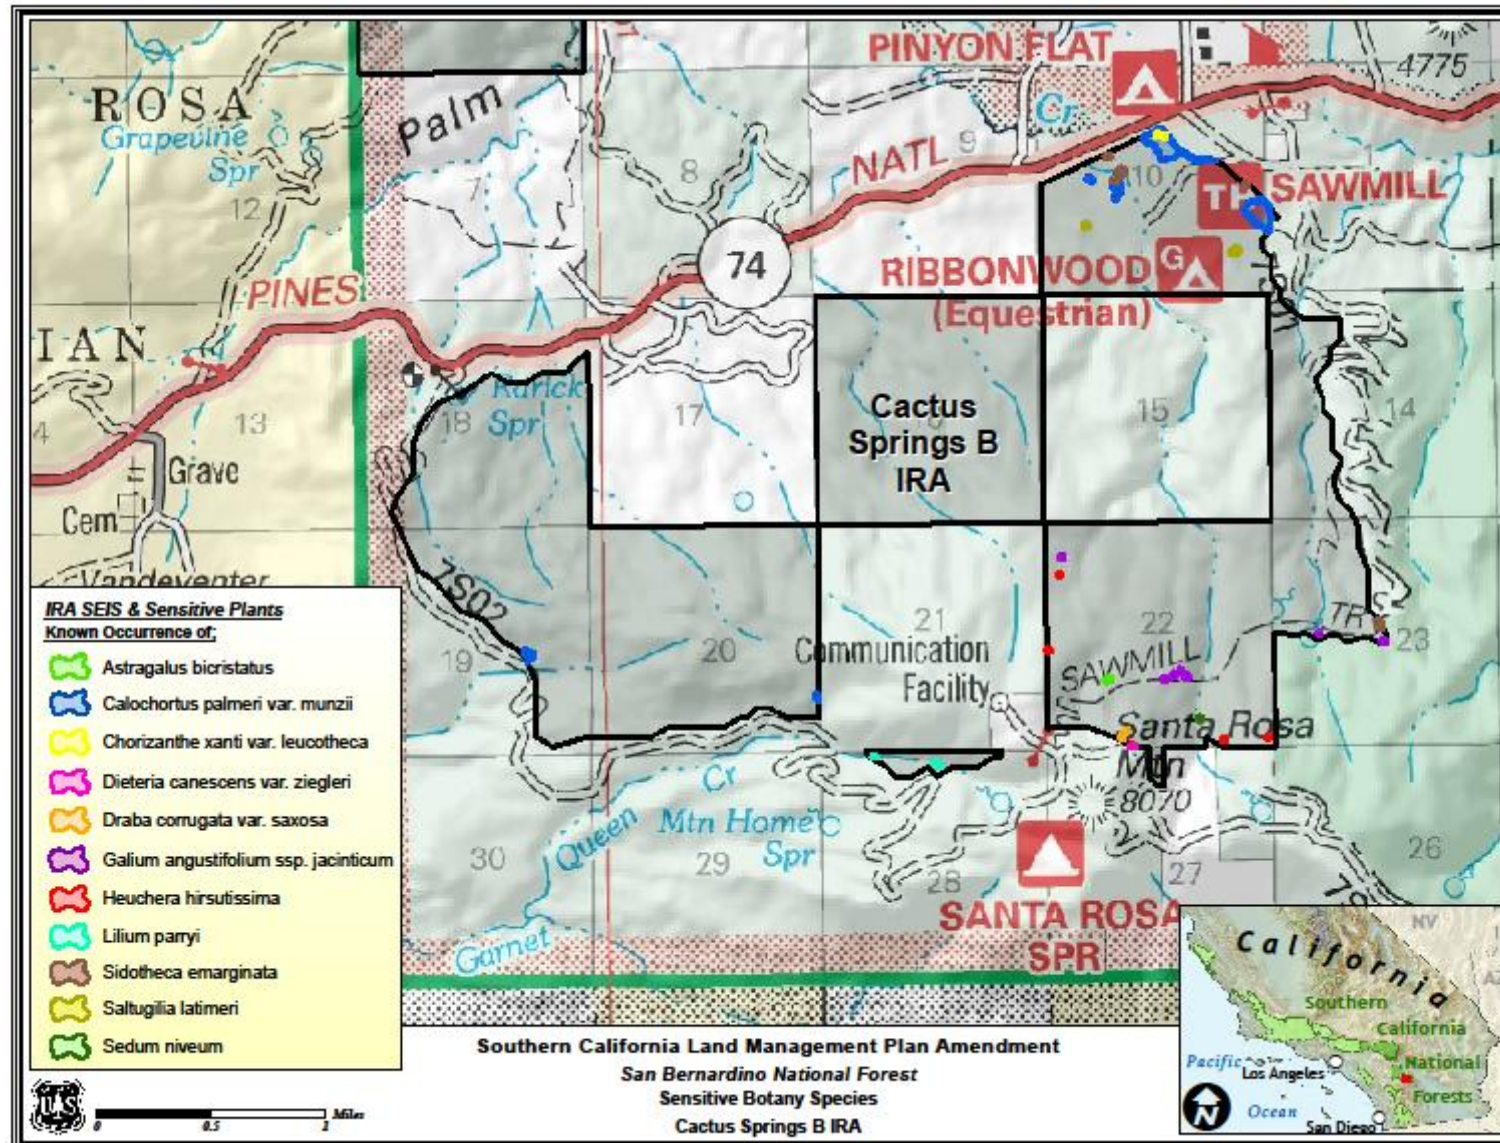 PINYON FLAT
4775
ROSA
Palm
Cr
Grapevine
Spr
NATL
9
8
7
10
12
TH
SAWMILL
74
RIBBONWOOD
G
(Equestrian)
PINES
IAN
Rarick
Spr
18
17
Cactus
Springs B
IRA
15
14
13
4
Grave
Cem
Vandeventer
7S02
21
22
TR
23
19
20
Communication
Facility
SAWMILL
Santa Rosa
Mtn
8070
Cr
Queen
Mtn Home
Spr
30
29
28
27
26
SANTA ROSA
SPR
Garnet
IRA SEIS & Sensitive Plants
Known Occurrence of;
Astragalus bicristatus
Calochortus palmeri var. munzii
Chorizanthe xanti var. leucotheca
Dieteria canescens var. ziegleri
Draba corrugata var. saxosa
Galium angustifolium ssp. jacinticum
Heuchera hirsutissima
Lilium parryi
Sidotheca emarginata
Saltugilia latimeri
Sedum niveum
US
0 0.5 1 Miles
Southern California Land Management Plan Amendment
San Bernardino National Forest
Sensitive Botany Species
Cactus Springs B IRA
NV
California
Southern
California
National
Forests
Pacific
Los Angeles
Ocean
San Diego
N